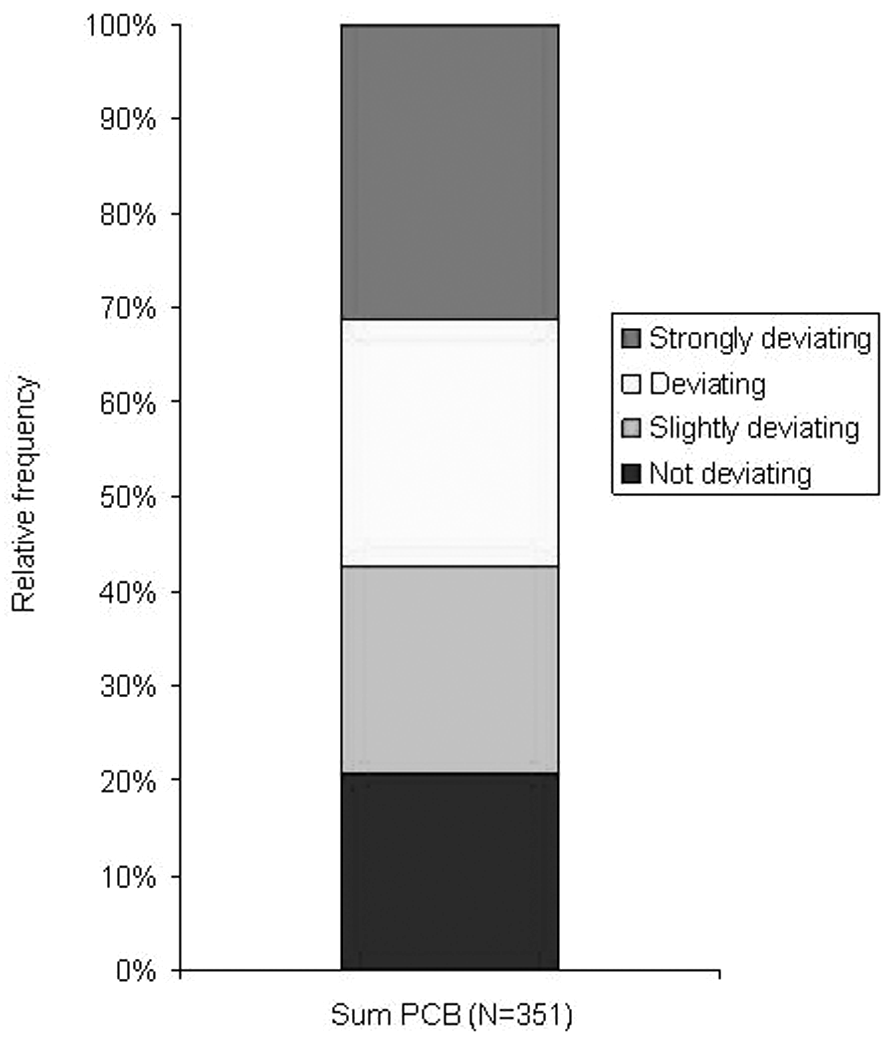 100%
90%
80%
70%
60%
50%
40%
30%
20%
10%
0%
Relative frequency
Sum PCB (N=351)
Strongly deviating
Deviating
Slightly deviating
Not deviating